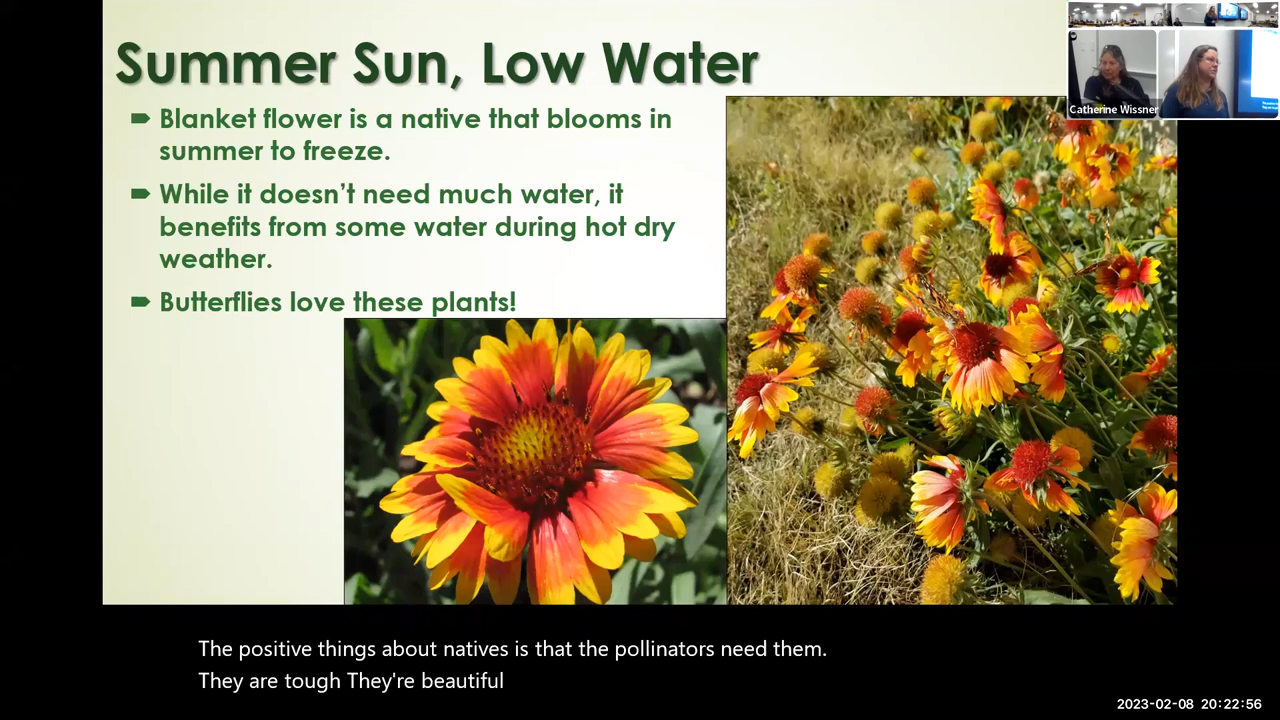 Summer Sun, Low Water
Blanket flower is a native that blooms in
summer to freeze.
While it doesn’t need much water, it
benefits from some water during hot dry
weather.
Butterflies love these plants!
Catherine Wissner
The positive things about natives is that the pollinators need them.
They are tough They're beautiful
2023-02-08 20:22:56